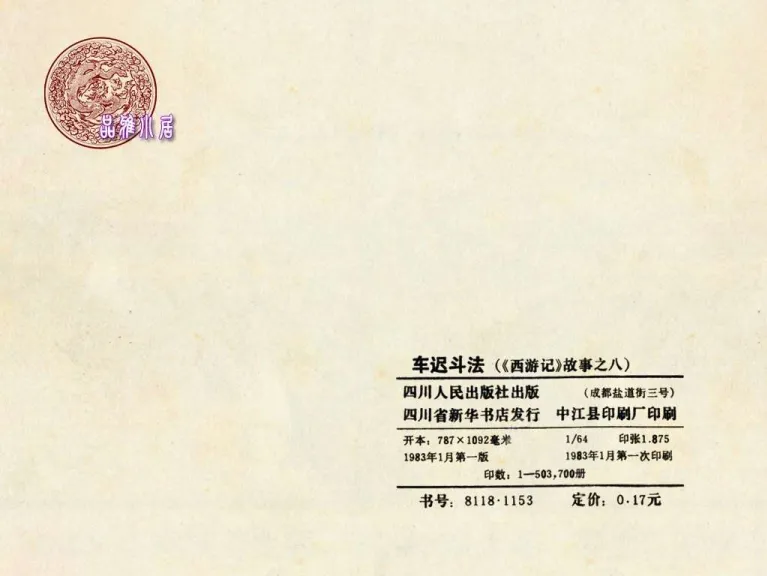 品雅小居
车迟斗法(《西游记》故事之八)
四川人民出版社出版 (成都盐道街三号)
四川省新华书店发行 中江县印刷厂印刷
开本: 787×1092毫米 1/64 印张1.875
1983年1月第一版 1983年1月第一次印刷
印数: 1—503,700册
书号: 8118·1153 定价: 0.17元